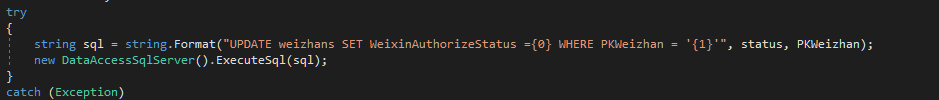 try
{
string sql = string.Format("UPDATE weizhans SET WeixinAuthorizeStatus ={0} WHERE PKWeizhan = '{1}'", status, PKWeizhan);
new DataAccessSqlServer().ExecuteSql(sql);
}
catch (Exception)